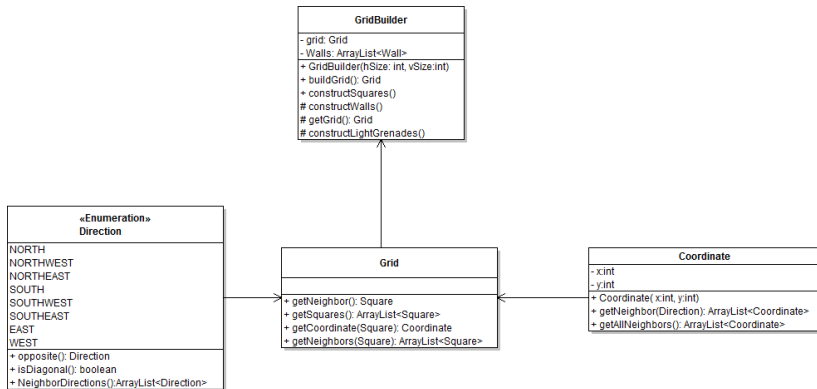 GridBuilder
- grid: Grid
- Walls: ArrayList<Wall>
+ GridBuilder(hSize: int, vSize:int)
+ buildGrid(): Grid
+ constructSquares()
# constructWalls()
# getGrid(): Grid
# constructLightGrenades()
«Enumeration»
Direction
NORTH
NORTHWEST
NORTHEAST
SOUTH
SOUTHWEST
SOUTHEAST
EAST
WEST
+ opposite(): Direction
+ isDiagonal(): boolean
+ NeighborDirections():ArrayList<Direction>
Grid
+ getNeighbor(): Square
+ getSquares(): ArrayList<Square>
+ getCoordinate(Square): Coordinate
+ getNeighbors(Square): ArrayList<Square>
Coordinate
- x:int
- y:int
+ Coordinate( x:int, y:int)
+ getNeighbor(Direction): ArrayList<Coordinate>
+ getAllNeighbors(): ArrayList<Coordinate>